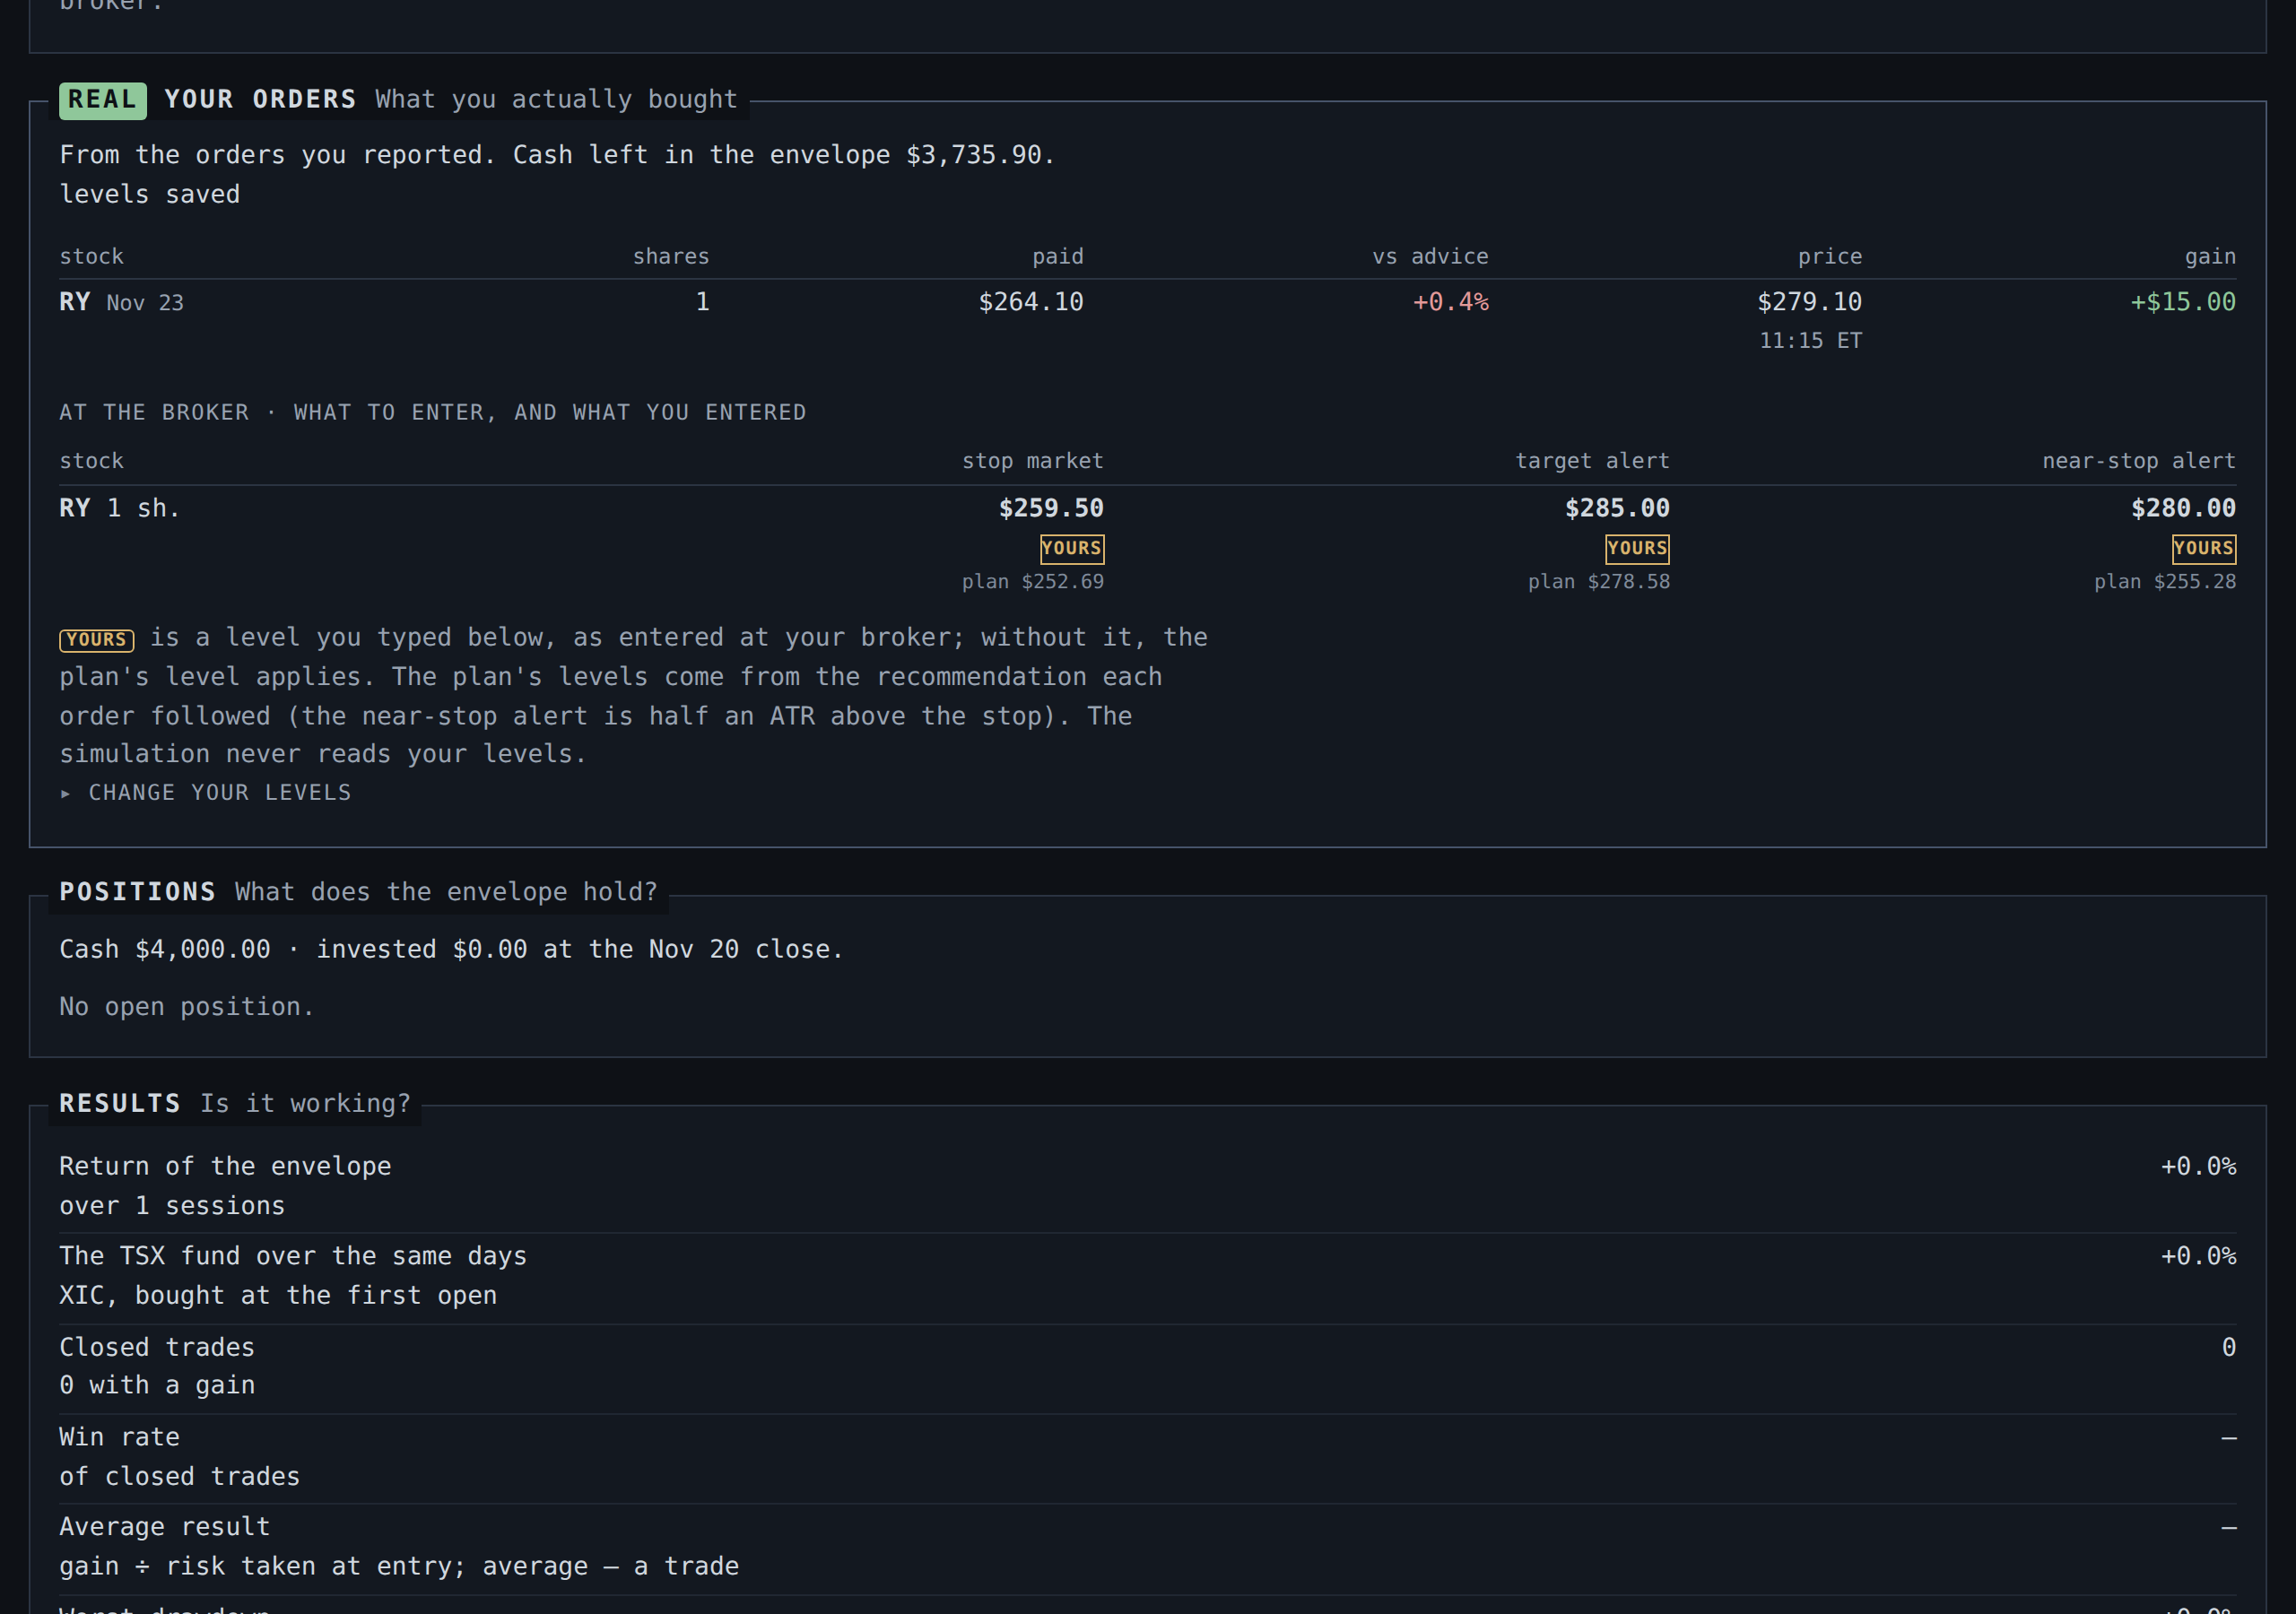 broker.
REAL YOUR ORDERS What you actually bought
From the orders you reported. Cash left in the envelope $3,735.90.
levels saved
stock shares paid vs advice price gain
RY Nov 23 1 $264.10 +0.4% $279.10 +$15.00
11:15 ET
AT THE BROKER · WHAT TO ENTER, AND WHAT YOU ENTERED
stock stop market target alert near-stop alert
RY 1 sh. $259.50 $285.00 $280.00
YOURS YOURS YOURS
plan $252.69 plan $278.58 plan $255.28
YOURS is a level you typed below, as entered at your broker; without it, the
plan's level applies. The plan's levels come from the recommendation each
order followed (the near-stop alert is half an ATR above the stop). The
simulation never reads your levels.
▸ CHANGE YOUR LEVELS
POSITIONS What does the envelope hold?
Cash $4,000.00 · invested $0.00 at the Nov 20 close.
No open position.
RESULTS Is it working?
Return of the envelope +0.0%
over 1 sessions
The TSX fund over the same days +0.0%
XIC, bought at the first open
Closed trades 0
0 with a gain
Win rate —
of closed trades
Average result —
gain ÷ risk taken at entry; average — a trade